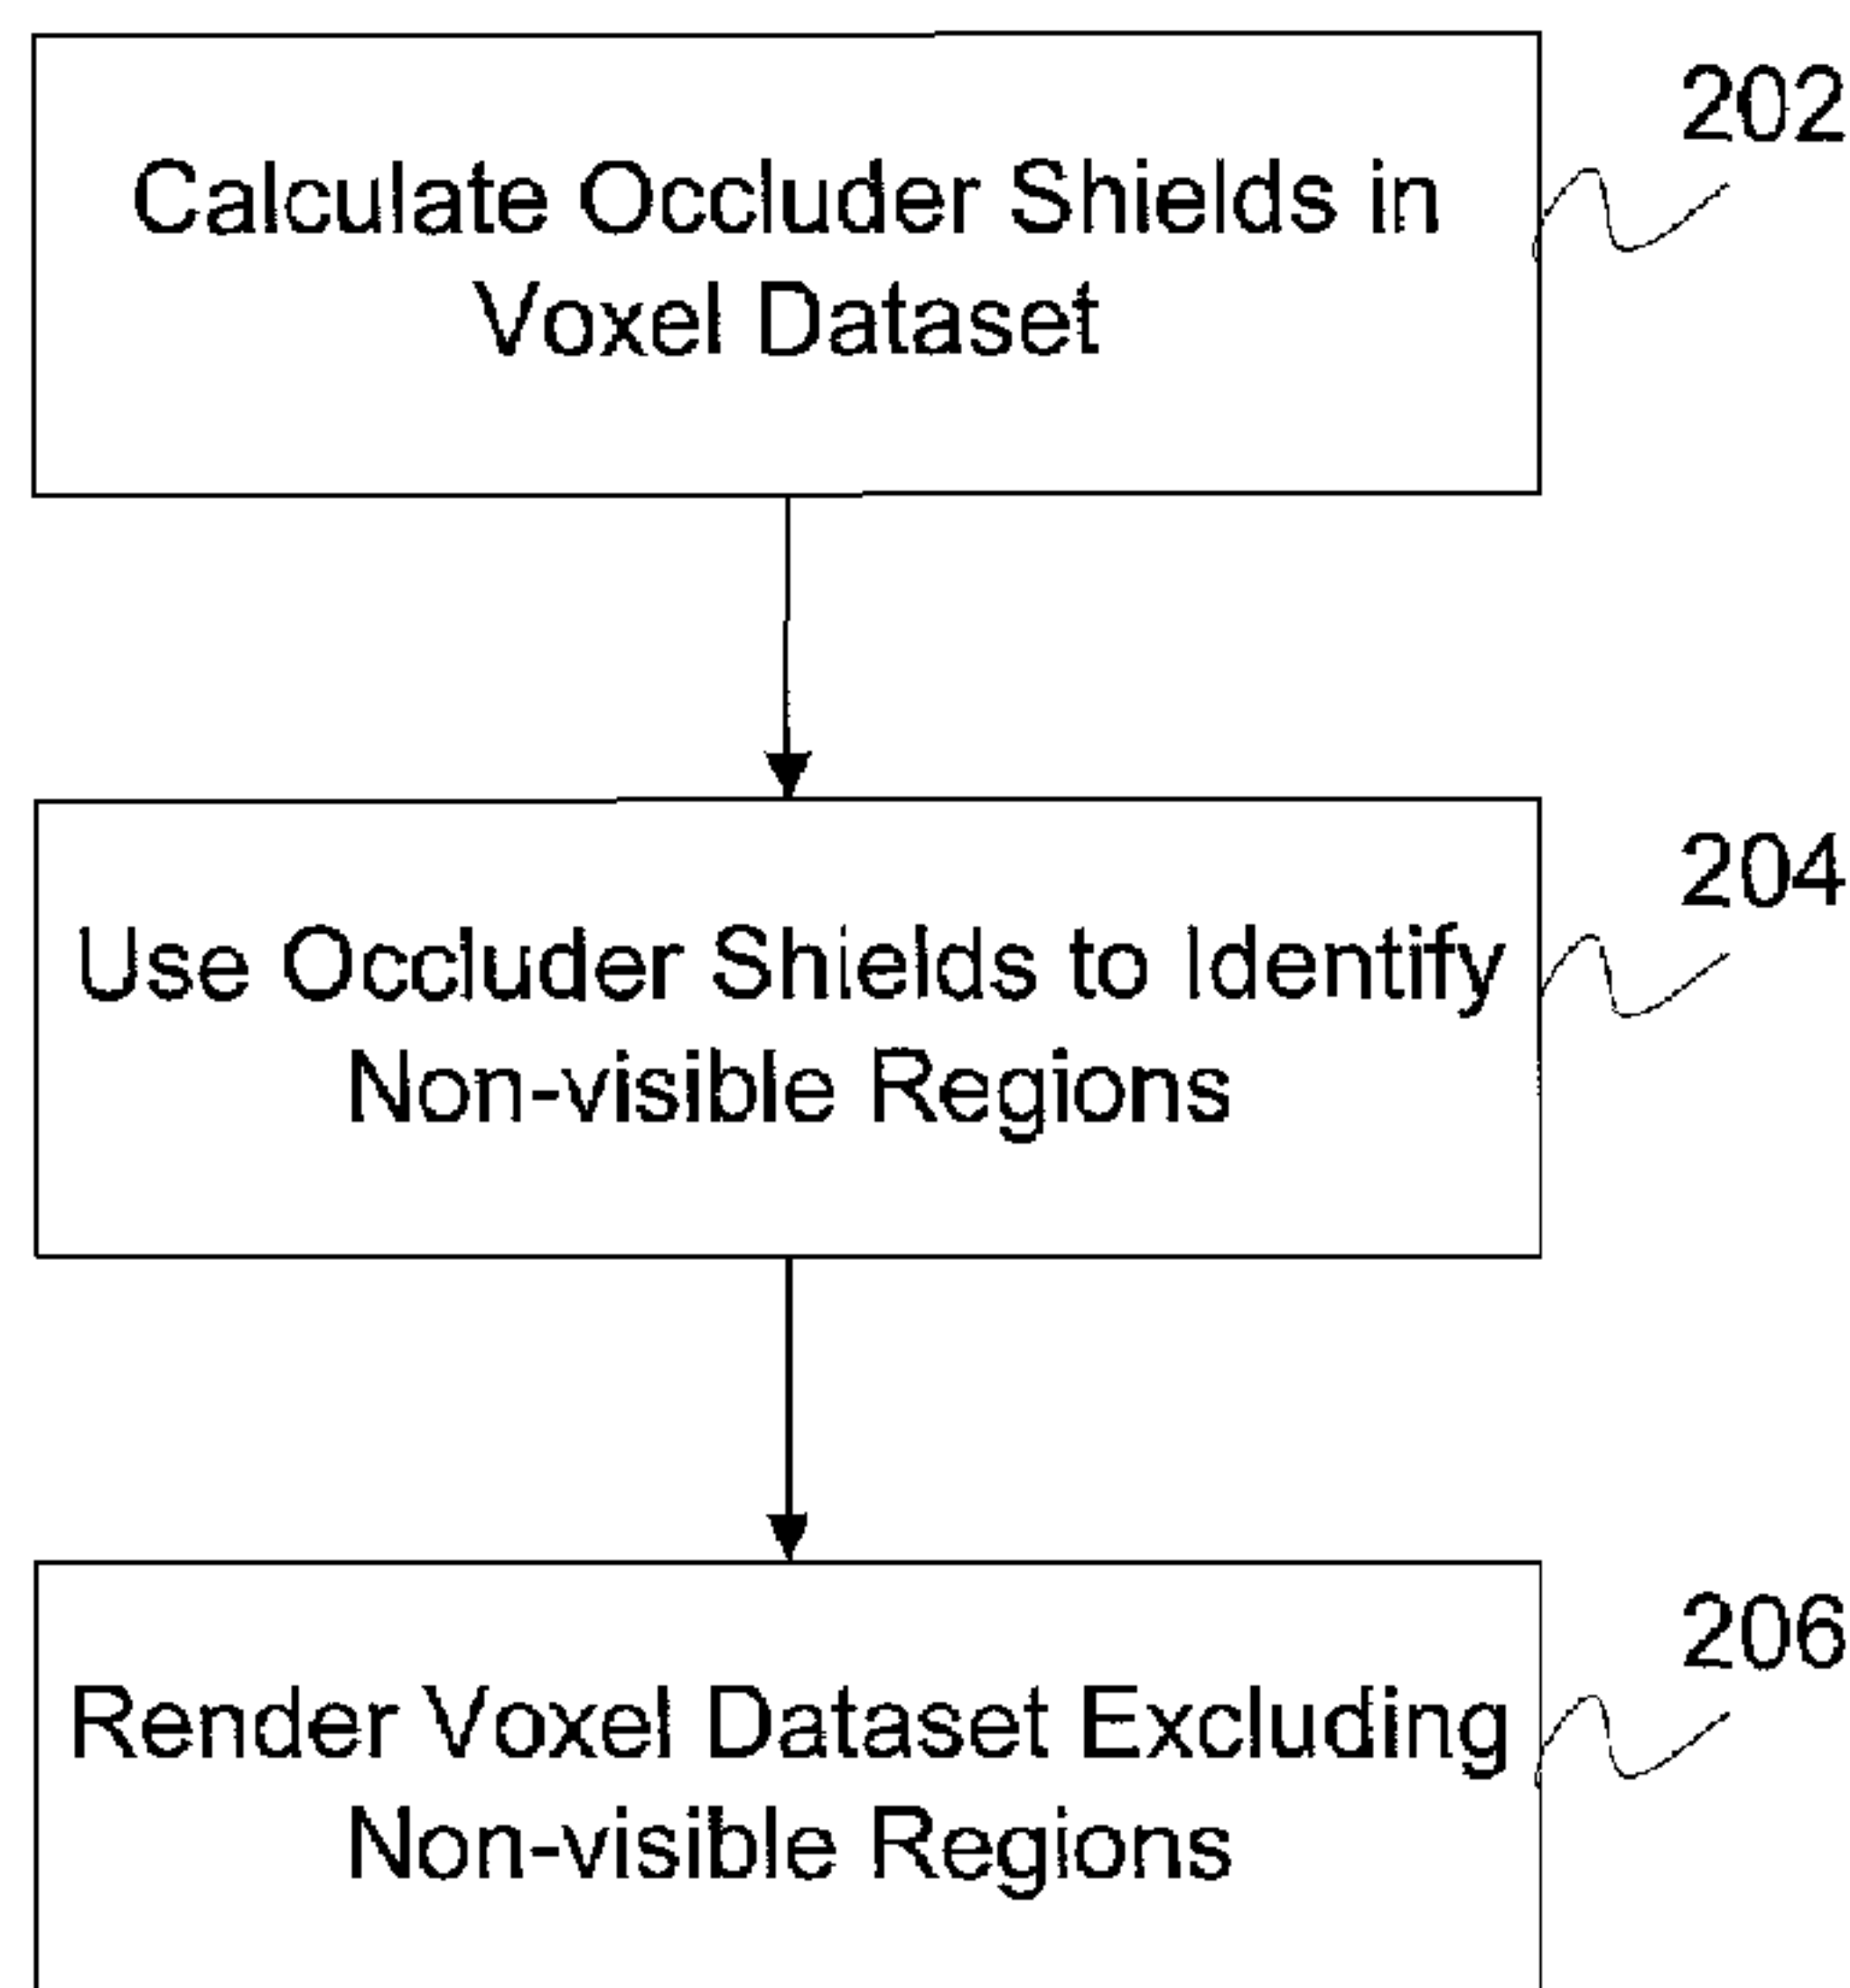 202
Calculate Occluder Shields in
Voxel Dataset
204
Use Occluder Shields to Identify
Non-visible Regions
206
Render Voxel Dataset Excluding
Non-visible Regions